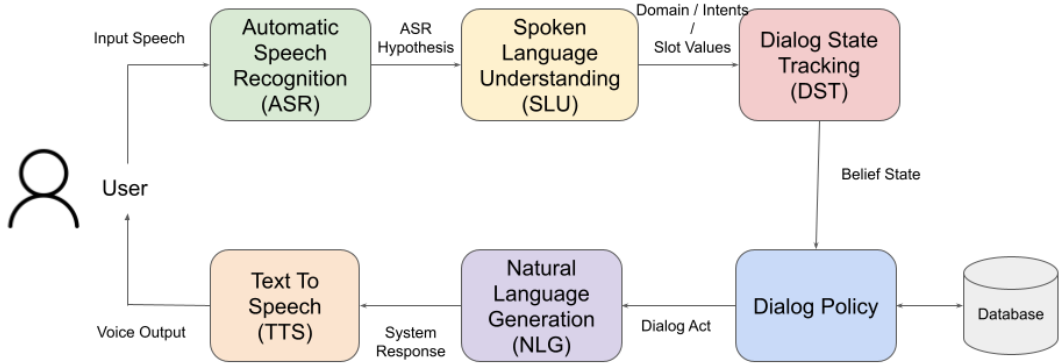 Input Speech
Automatic
Speech
Recognition
(ASR)
ASR
Hypothesis
Spoken
Language
Understanding
(SLU)
Domain / Intents
/
Slot Values
Dialog State
Tracking
(DST)
User
Belief State
Text To
Speech
(TTS)
Natural
Language
Generation
(NLG)
Dialog Policy
Database
Voice Output
System
Response
Dialog Act